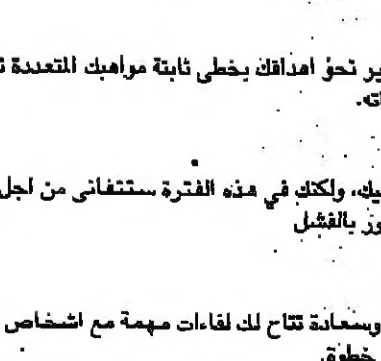 ير نحو اهدافك بخطى ثابتة مواهبك المتعددة
اته.
يك، ولكنك في هذه الفترة ستتفانى من اجل
ور بالفشل
وسعادة تتاح لك لقاءات مهمة مع اشخاص
خطوة.